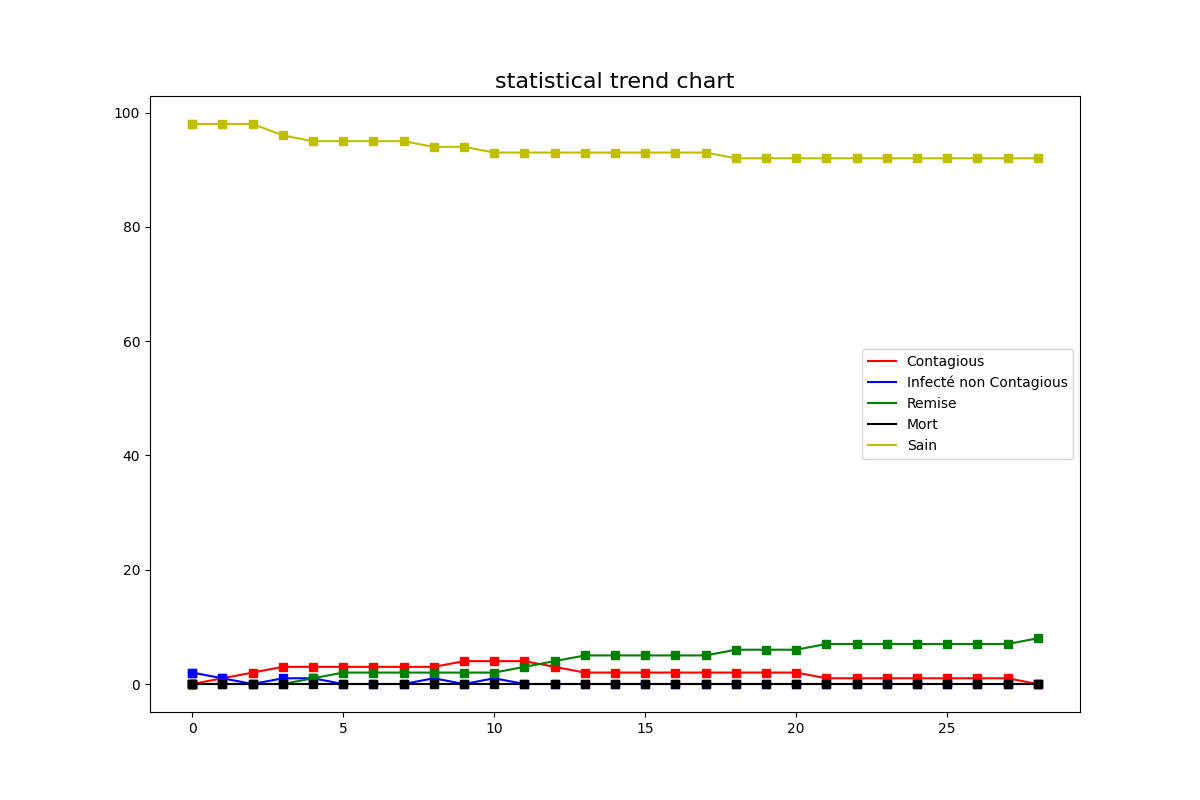 statistical trend chart
100
80
60
40
20
0
Contagious
Infecté non Contagious
Remise
Mort
Sain
0 5 10 15 20 25